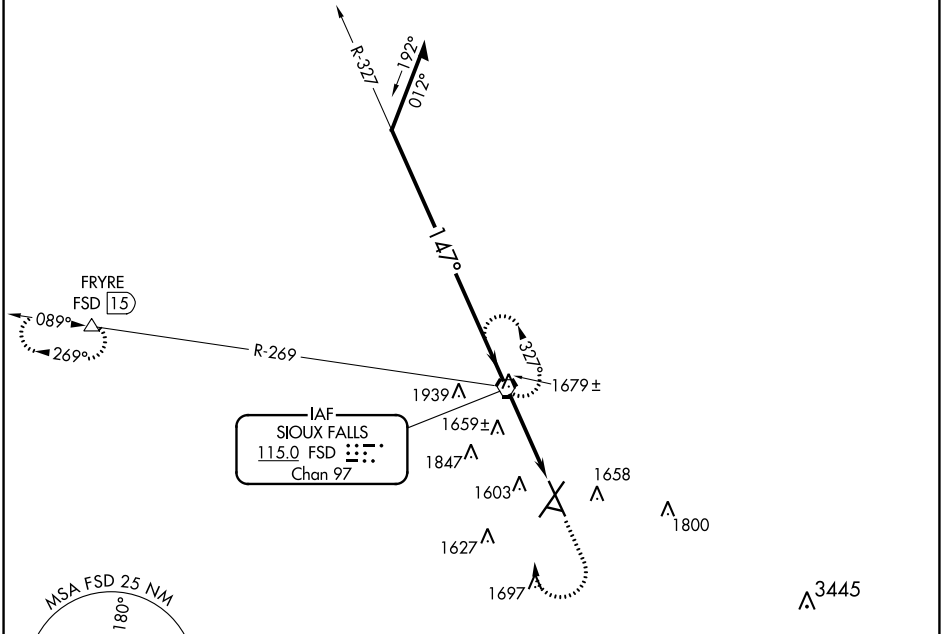 R-327
192°
012°
147°
FRYRE
FSD 15
089°
269°
R-269
327°
1679±
1939
IAF
SIOUX FALLS
115.0 FSD
Chan 97
1659±
1847
1603
1658
1800
1627
1697
3445
MSA FSD 25 NM
180°